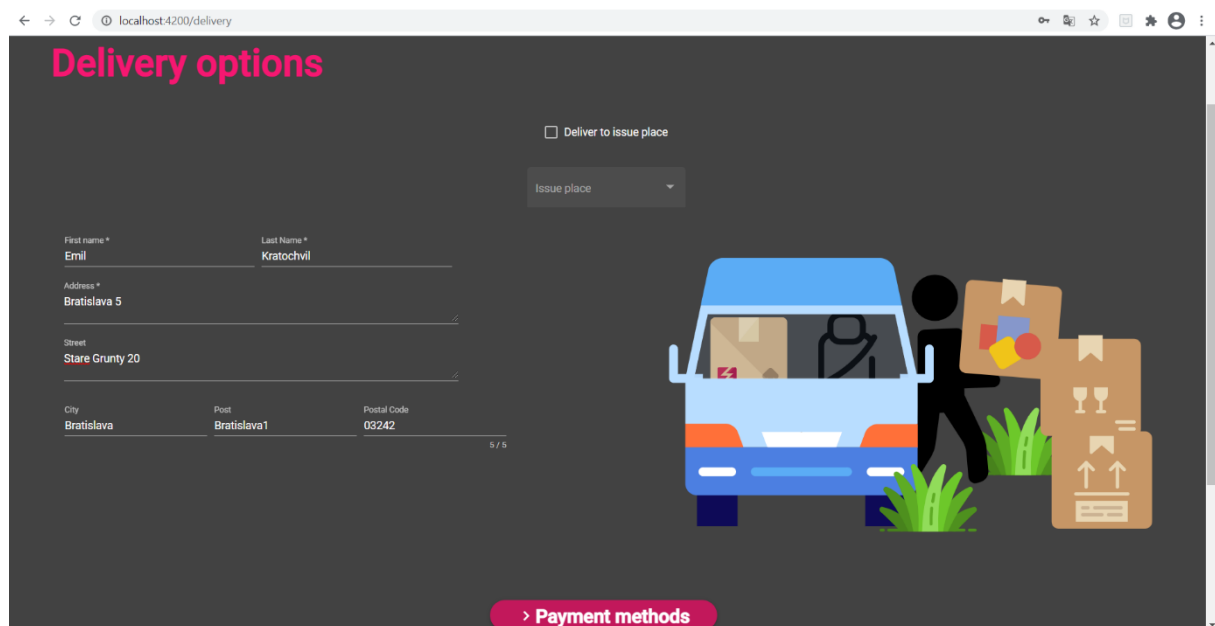 localhost:4200/delivery
Delivery options
Deliver to issue place
Issue place
First name * Last Name *
Emil Kratochvil
Address *
Bratislava 5
Street
Stare Grunty 20
City Post Postal Code
Bratislava Bratislava1 03242
5 / 5
> Payment methods